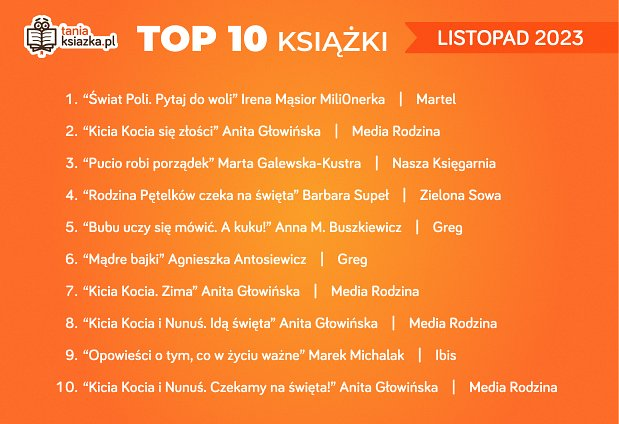 tania
ksiazka.pl
TOP 10 KSIĄŻKI
LISTOPAD 2023
1. “Świat Poli. Pytaj do woli” Irena Mąsior Mili0nerka | Martel
2. “Kicia Kocia się złości” Anita Głowińska | Media Rodzina
3. “Pucio robi porządek” Marta Galewska-Kustra | Nasza Księgarnia
4. “Rodzina Pętelków czeka na święta” Barbara Supeł | Zielona Sowa
5. “Bubu uczy się mówić. A kuku!” Anna M. Buszkiewicz | Greg
6. “Mądre bajki” Agnieszka Antosiewicz | Greg
7. “Kicia Kocia. Zima” Anita Głowińska | Media Rodzina
8. “Kicia Kocia i Nunuś. Idą święta” Anita Głowińska | Media Rodzina
9. “Opowieści o tym, co w życiu ważne” Marek Michalak | Ibis
10. “Kicia Kocia i Nunuś. Czekamy na święta!” Anita Głowińska | Media Rodzina